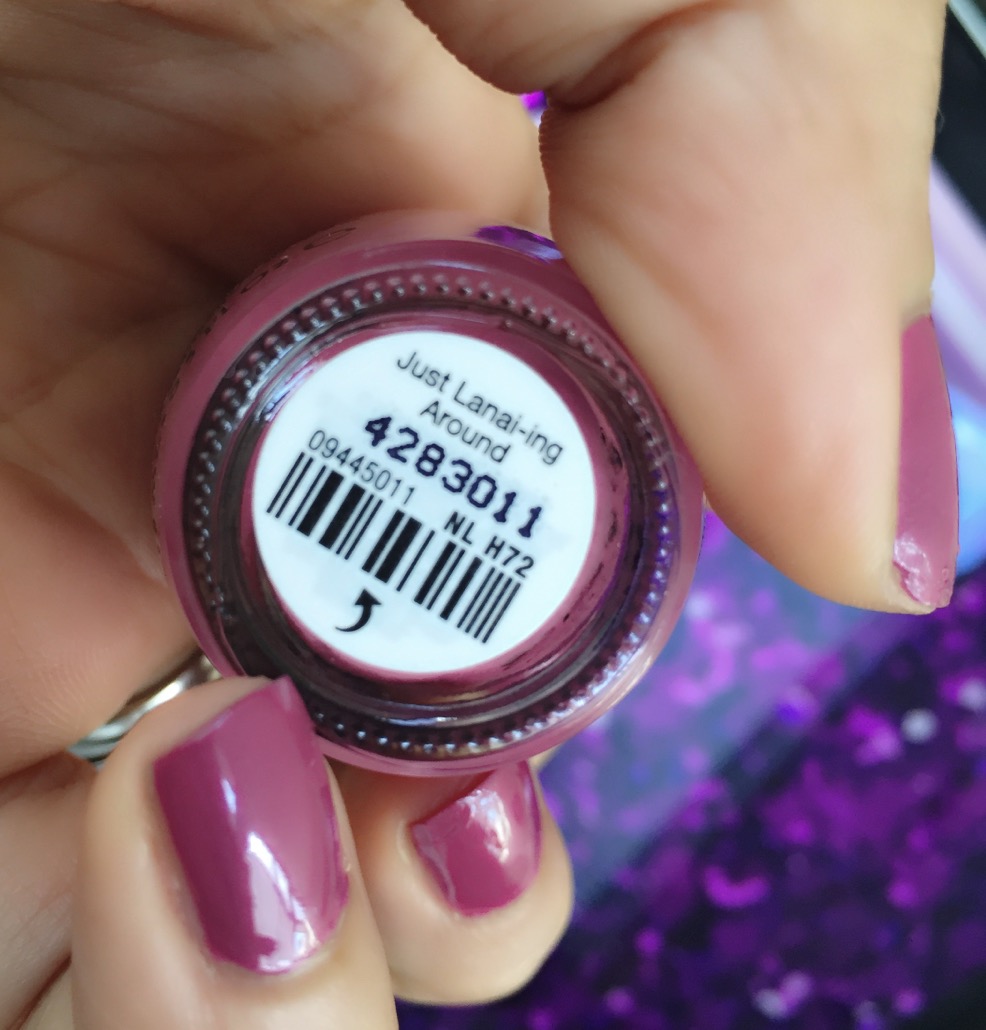 Just Lanai-ing
Around
4283011
09445011
NL H72